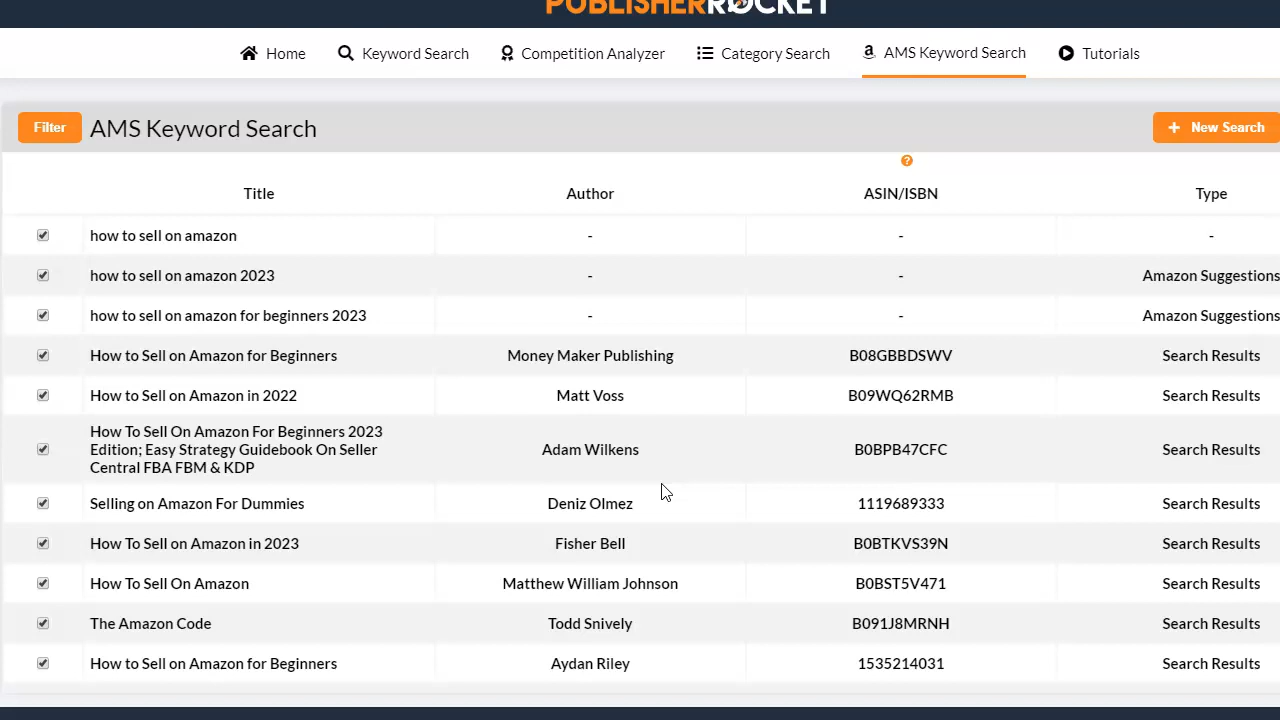 PUBLISHERROCKET
Home Keyword Search Competition Analyzer Category Search AMS Keyword Search Tutorials
Filter AMS Keyword Search + New Search
?
Title Author ASIN/ISBN Type
how to sell on amazon - - -
how to sell on amazon 2023 - - Amazon Suggestions
how to sell on amazon for beginners 2023 - - Amazon Suggestions
How to Sell on Amazon for Beginners Money Maker Publishing B08GBBDSWV Search Results
How to Sell on Amazon in 2022 Matt Voss B09WQ62RMB Search Results
How To Sell On Amazon For Beginners 2023
Edition; Easy Strategy Guidebook On Seller Adam Wilkens B0BPB47CFC Search Results
Central FBA FBM & KDP
Selling on Amazon For Dummies Deniz Olmez 1119689333 Search Results
How To Sell on Amazon in 2023 Fisher Bell B0BTKVS39N Search Results
How To Sell On Amazon Matthew William Johnson B0BST5V471 Search Results
The Amazon Code Todd Snively B091J8MRNH Search Results
How to Sell on Amazon for Beginners Aydan Riley 1535214031 Search Results